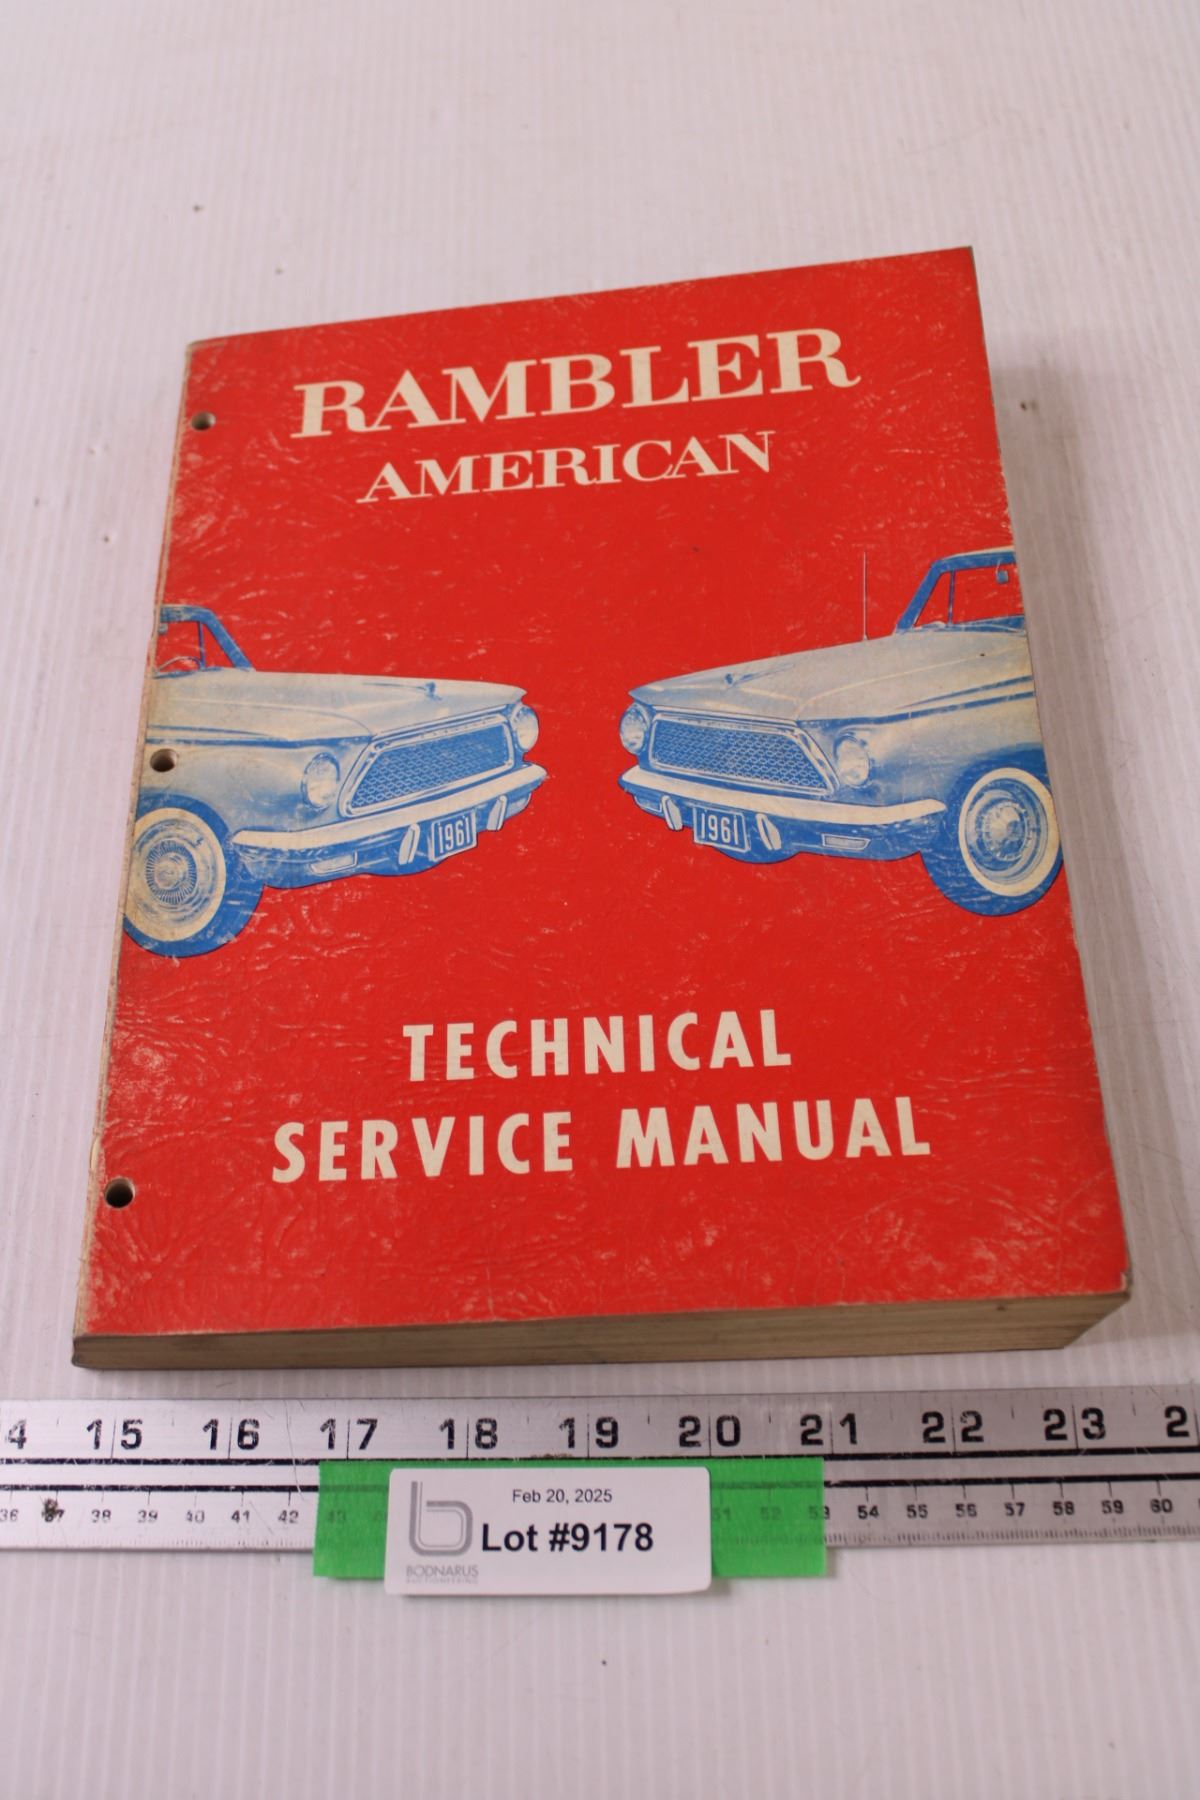 RAMBLER
AMERICAN
1961 1961
TECHNICAL
SERVICE MANUAL
4 15 16 17 18 19 20 21 22 23 2
36 37 38 39 40 41 42 43 51 52 53 54 55 56 57 58 59 60
Feb 20, 2025
Lot #9178
BODNARUS
AUCTIONEERING